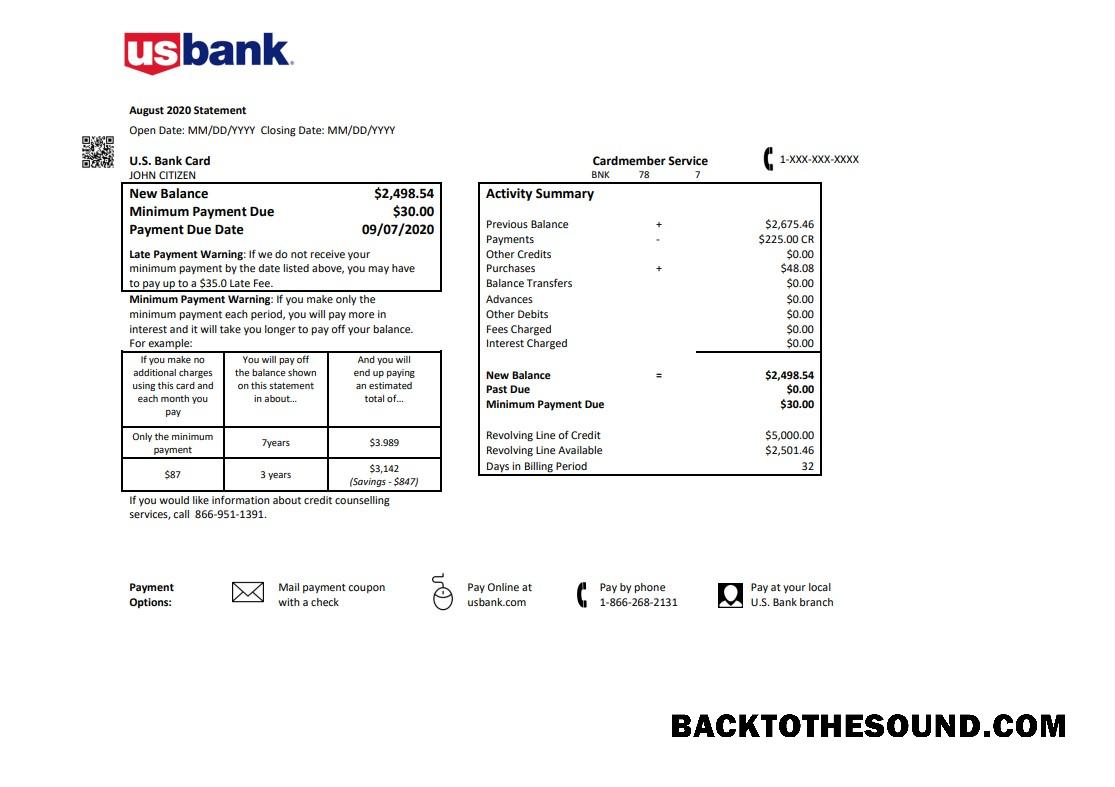 usbank.
August 2020 Statement
Open Date: MM/DD/YYYY Closing Date: MM/DD/YYYY
U.S. Bank Card
JOHN CITIZEN
Cardmember Service
1-XXX-XXX-XXXX
BNK 78 7
New Balance $2,498.54
Minimum Payment Due $30.00
Payment Due Date 09/07/2020
Late Payment Warning: If we do not receive your
minimum payment by the date listed above, you may have
to pay up to a $35.0 Late Fee.
Minimum Payment Warning: If you make only the
minimum payment each period, you will pay more in
interest and it will take you longer to pay off your balance.
For example:
If you make no
additional charges
using this card and
each month you
pay
You will pay off
the balance shown
on this statement
in about...
And you will
end up paying
an estimated
total of...
Only the minimum
payment
7years
$3.989
$87
3 years
$3,142
(Savings - $847)
If you would like information about credit counselling
services, call 866-951-1391.
Activity Summary
Previous Balance + $2,675.46
Payments - $225.00 CR
Other Credits $0.00
Purchases + $48.08
Balance Transfers $0.00
Advances $0.00
Other Debits $0.00
Fees Charged $0.00
Interest Charged $0.00
New Balance = $2,498.54
Past Due $0.00
Minimum Payment Due $30.00
Revolving Line of Credit $5,000.00
Revolving Line Available $2,501.46
Days in Billing Period 32
Payment
Options:
Mail payment coupon
with a check
Pay Online at
usbank.com
Pay by phone
1-866-268-2131
Pay at your local
U.S. Bank branch
BACKTOTHESOUND.COM